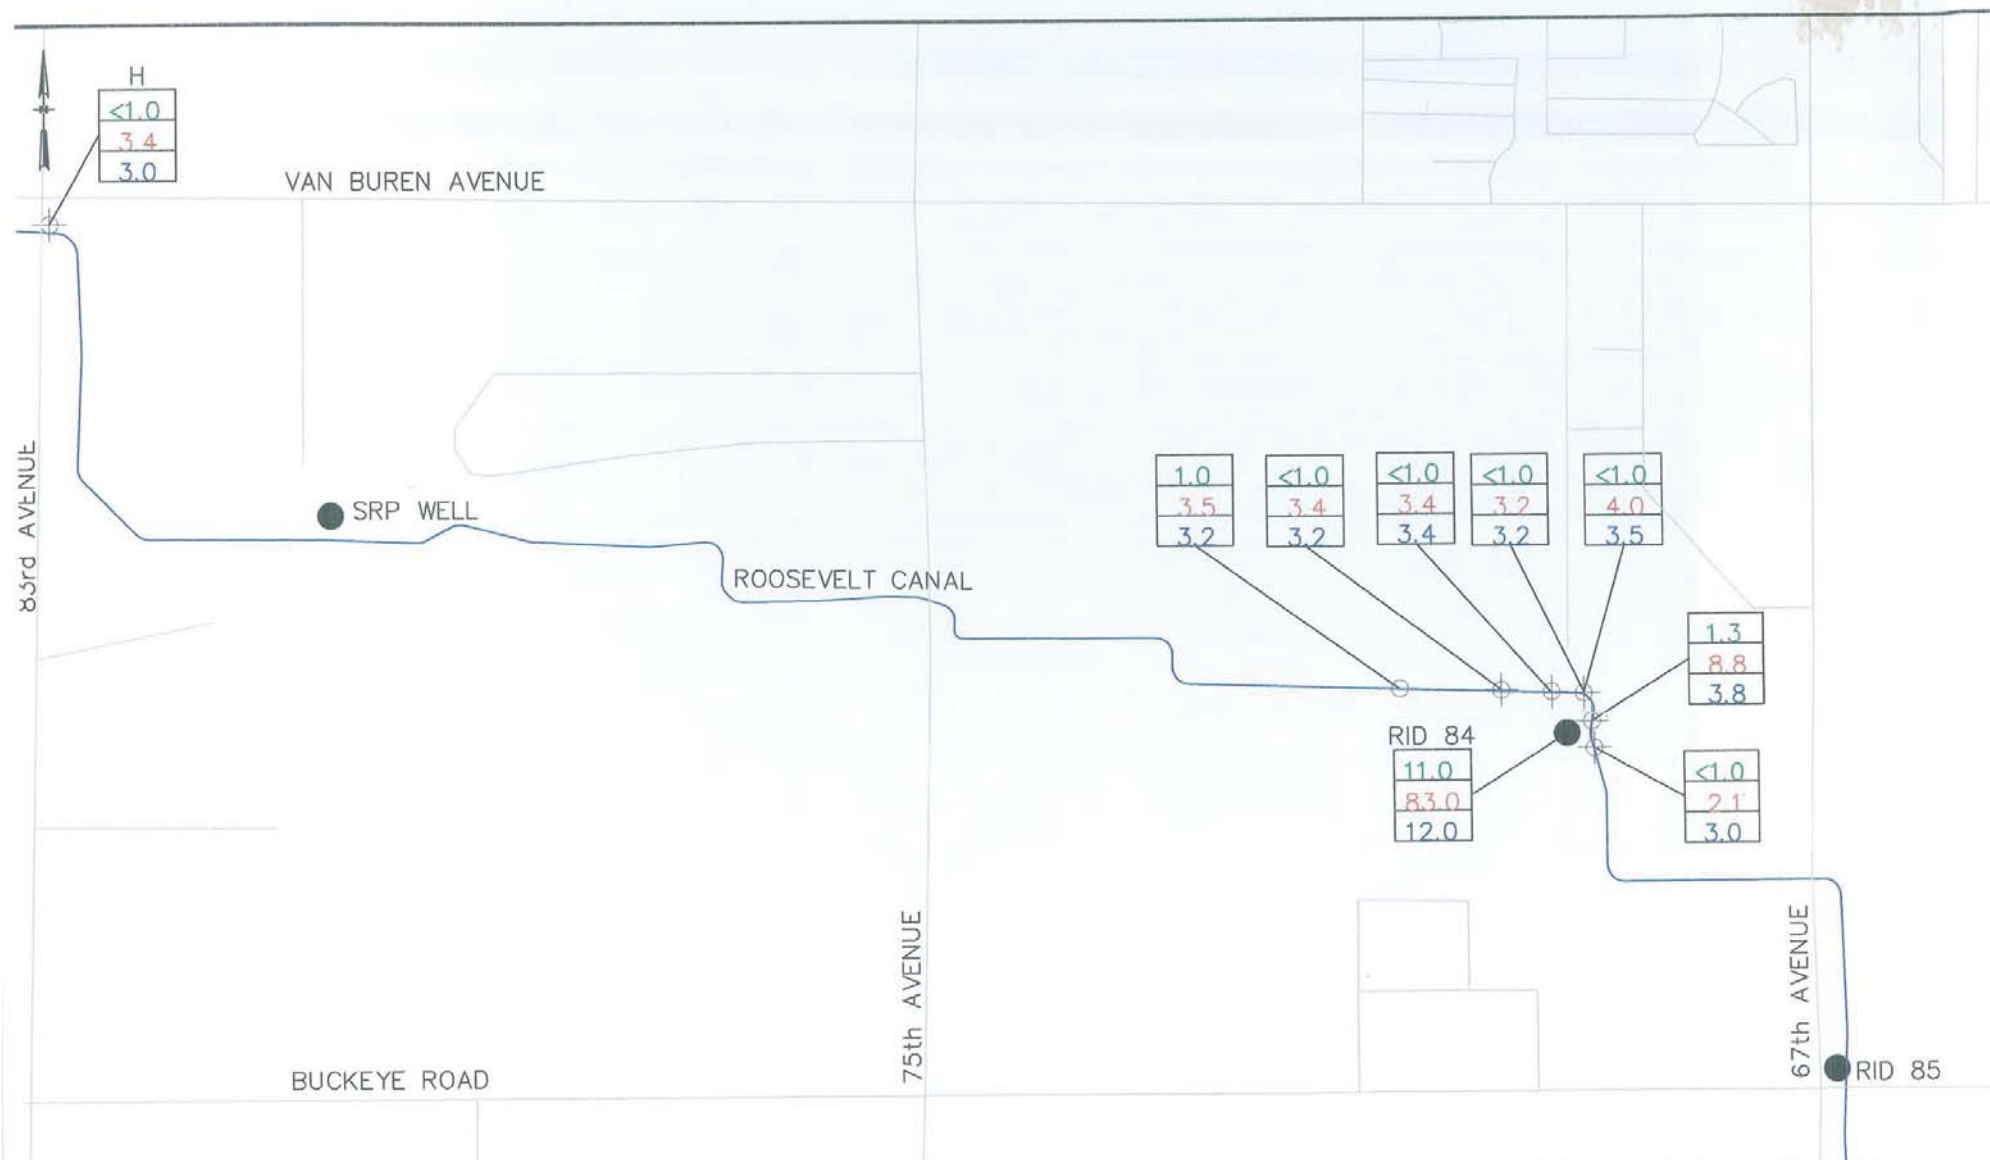 H
<1.0
3.4
3.0
VAN BUREN AVENUE
83rd AVENUE
SRP WELL
ROOSEVELT CANAL
1.0
3.5
3.2
<1.0
3.4
3.2
<1.0
3.4
3.4
<1.0
3.2
3.2
<1.0
4.0
3.5
1.3
8.8
3.8
RID 84
11.0
83.0
12.0
<1.0
2.1
3.0
75th AVENUE
67th AVENUE
BUCKEYE ROAD
RID 85